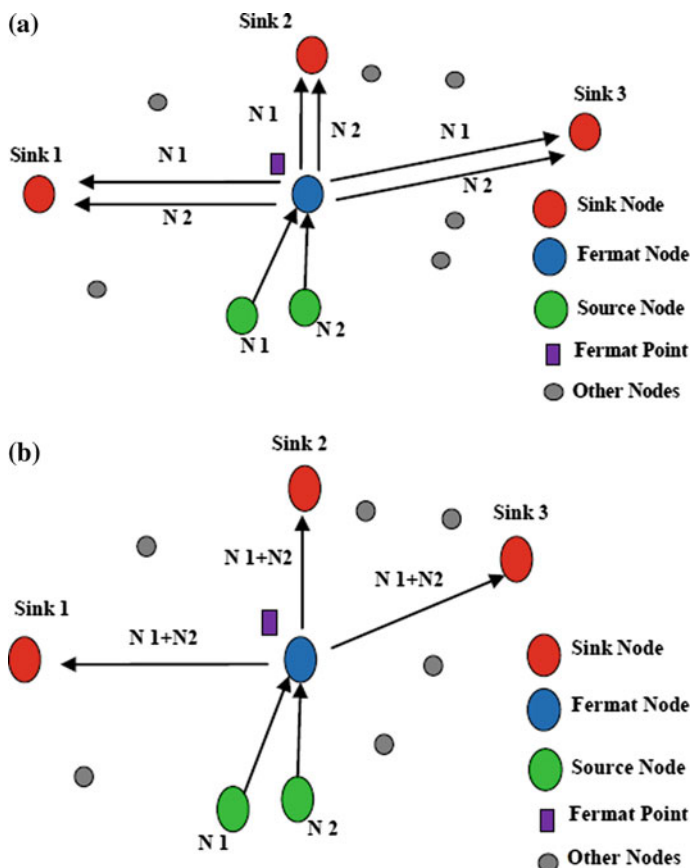 (a)
Sink 2
Sink 3
N 1
N 2
N 1
Sink 1
N 1
N 2
N 2
Sink Node
Fermat Node
Source Node
N 1
N 2
Fermat Point
Other Nodes
(b)
Sink 2
Sink 3
N 1+N2
N 1+N2
Sink 1
N 1+N2
Sink Node
Fermat Node
Source Node
N 1
N 2
Fermat Point
Other Nodes